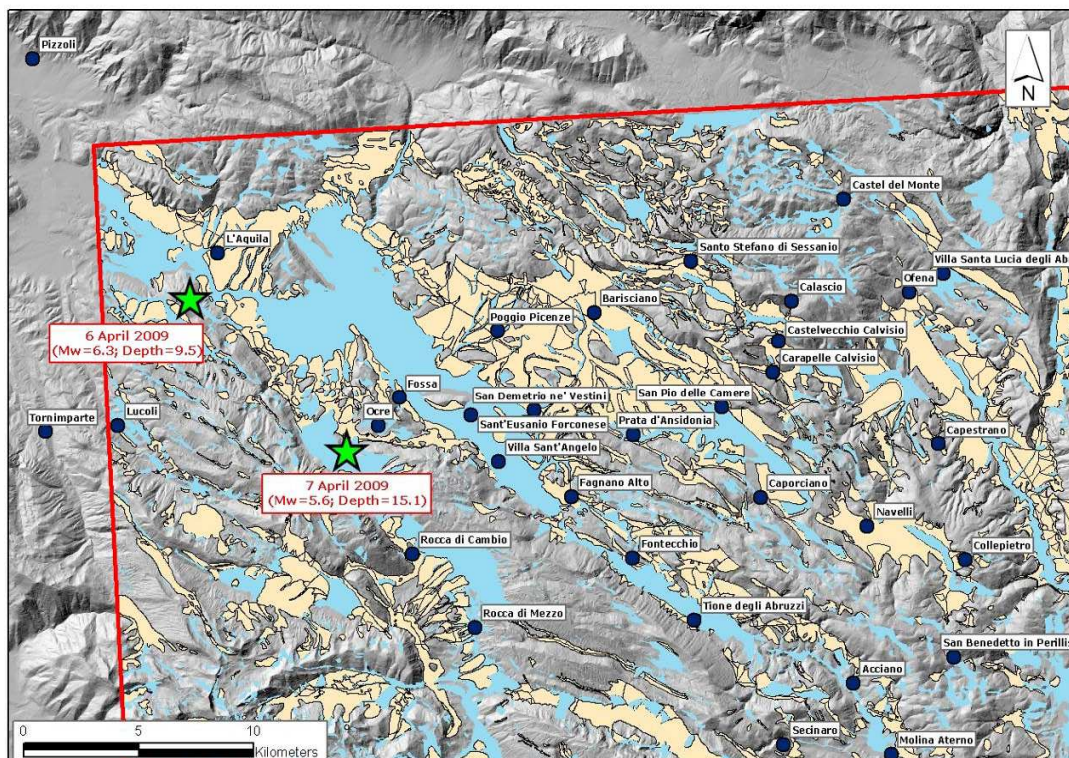 Pizzoli
N
Castel del Monte
L'Aquila
Santo Stefano di Sessanio
Villa Santa Lucia degli Ab
Ofena
Calascio
Barisciano
6 April 2009
(Mw=6.3; Depth=9.5)
Poggio Picenze
Castelvecchio Calvisio
Carapelle Calvisio
Fossa
San Demetrio ne' Vestini
San Pio delle Camere
Tornimparte
Lucoli
Ocre
Sant'Eusanio Forconese
Prata d'Ansidonia
Capestrano
Villa Sant'Angelo
7 April 2009
(Mw=5.6; Depth=15.1)
Fagnano Alto
Caporciano
Navelli
Rocca di Cambio
Fontecchio
Collepietro
Rocca di Mezzo
Tione degli Abruzzi
San Benedetto in Perillis
Acciano
0 5 10
Kilometers
Secinaro
Molina Aterno